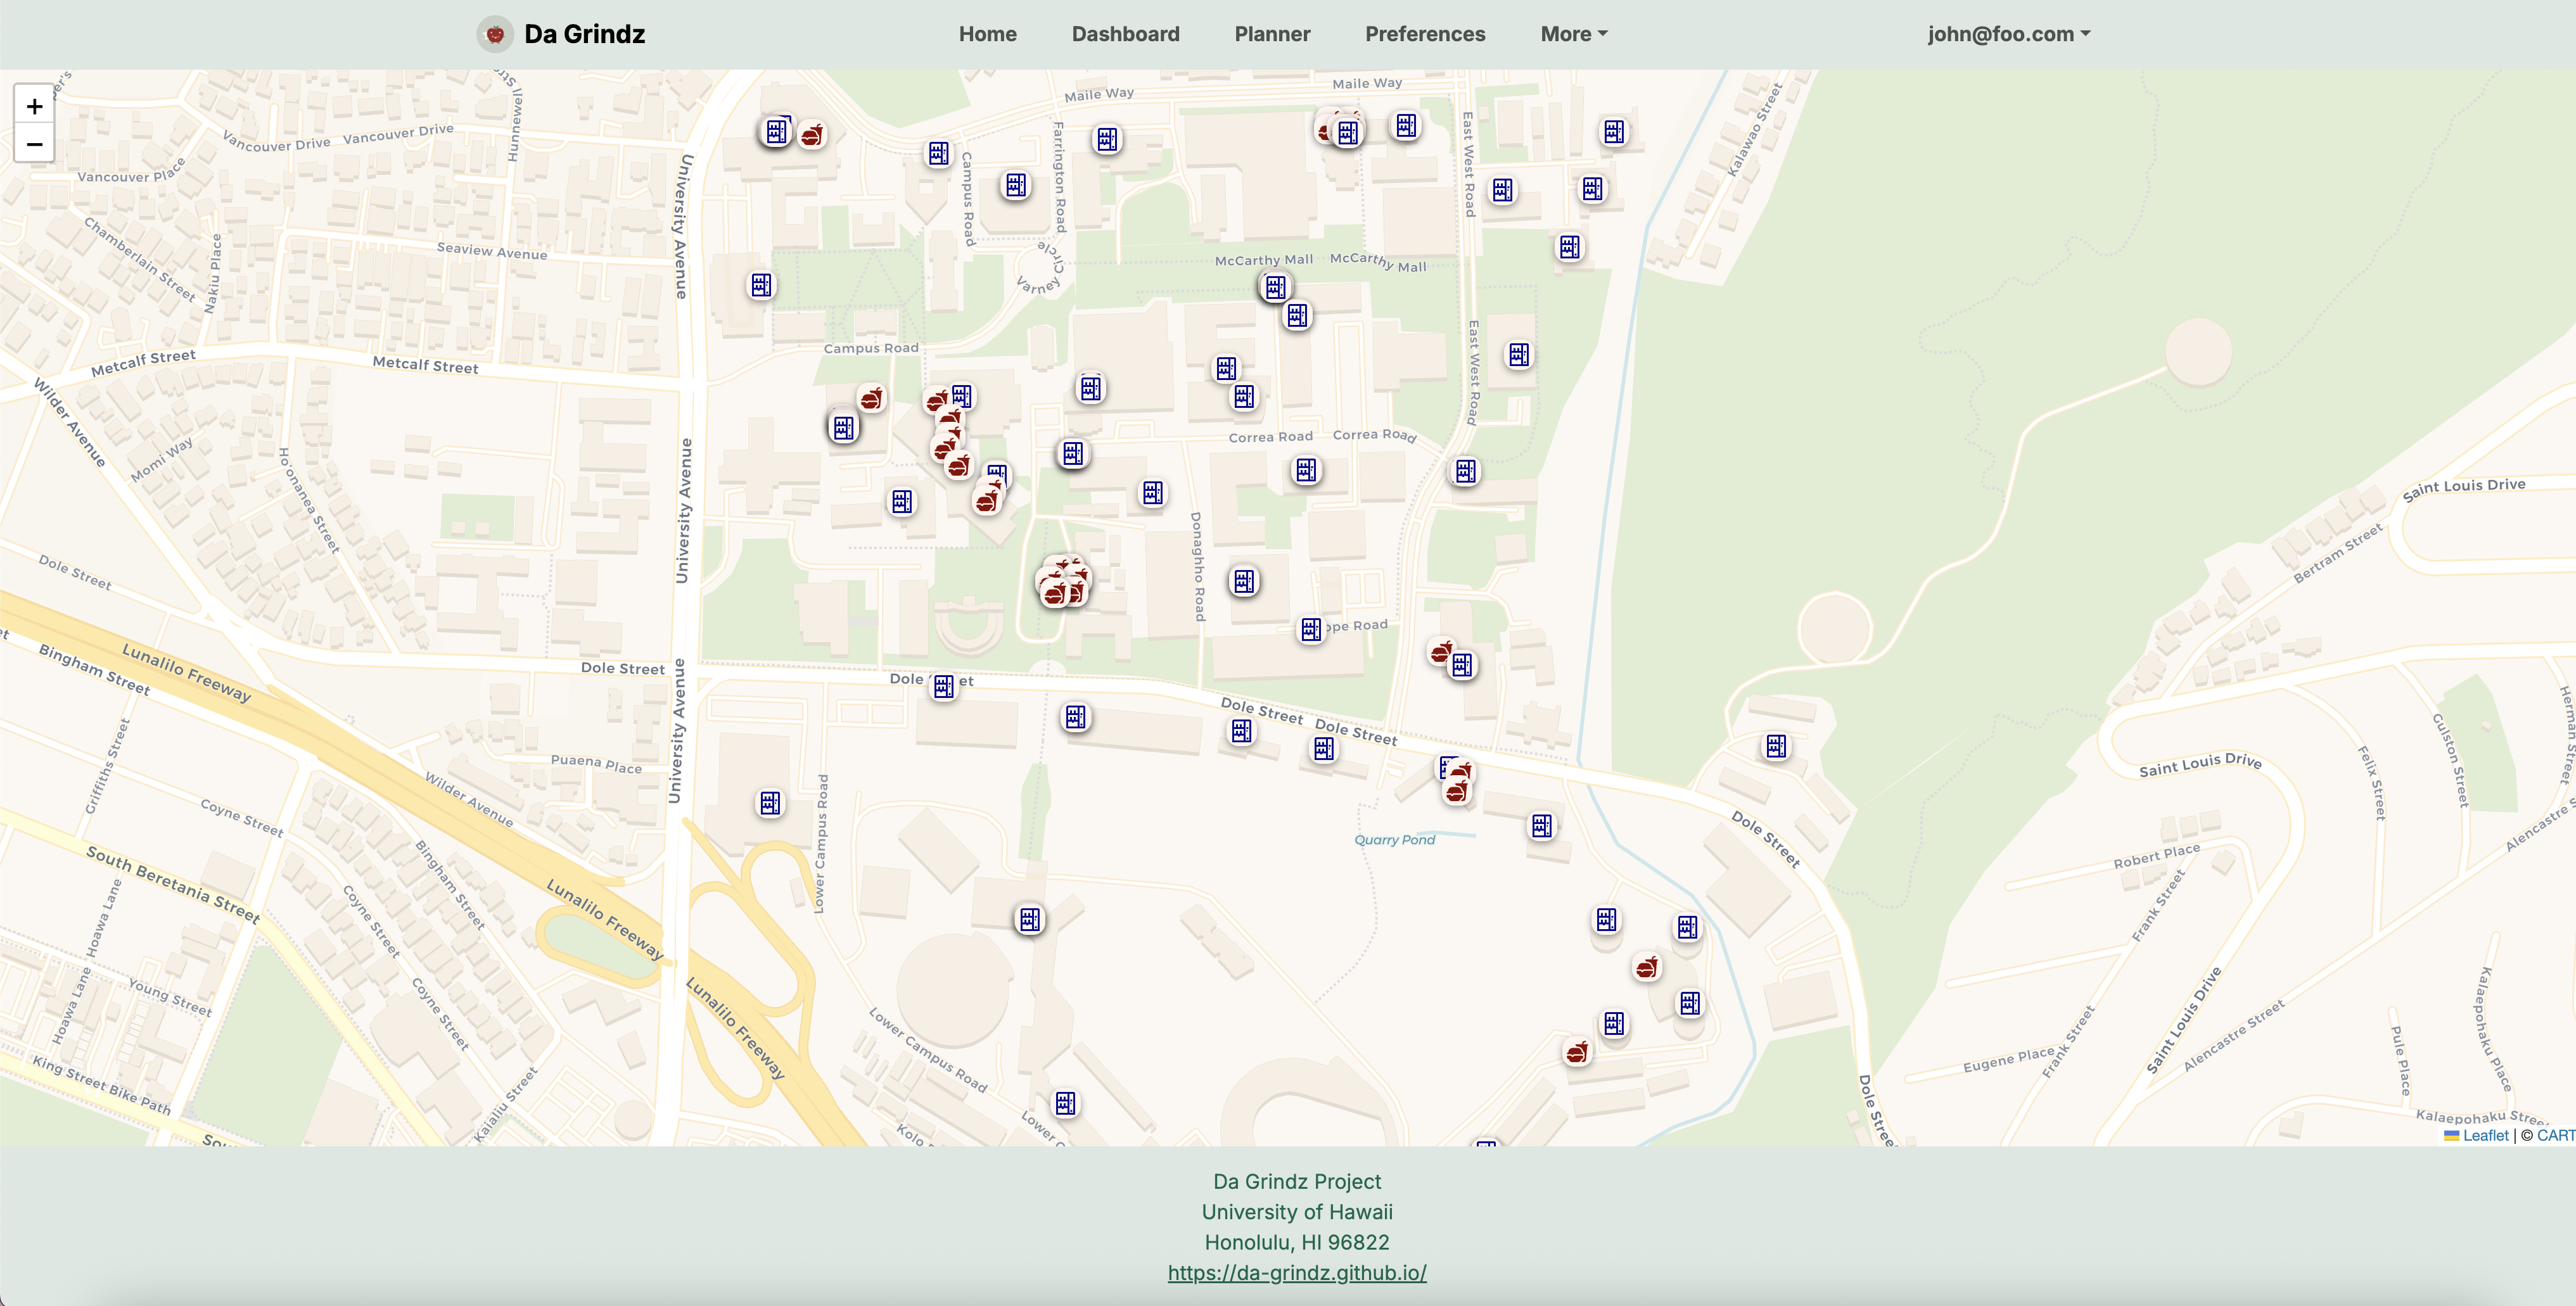 Da Grindz
Home
Dashboard
Planner
Preferences
More
john@foo.com
+
−
Maile Way
Maile Way
Vancouver Drive
Vancouver Drive
Vancouver Place
Hunnewell Str
University Avenue
Campus Road
Farrington Road
East West Road
Kalawao Street
Chamberlain Street
Nakiu Place
Seaview Avenue
Varney Circle
McCarthy Mall
McCarthy Mall
Metcalf Street
Metcalf Street
Campus Road
East West Road
Wilder Avenue
Momi Way
Ho'onanea Street
University Avenue
Correa Road
Correa Road
Saint Louis Drive
Bertram Street
Donaghho Road
Dole Street
ope Road
Lunalilo Freeway
Bingham Street
Dole Street
Dole
et
University Avenue
Dole Street
Dole Street
Puaena Place
Griffiths Street
Wilder Avenue
Coyne Street
Lower Campus Road
Quarry Pond
Dole Street
Saint Louis Drive
Felix Street
Gulston Street
Herman Street
Alencastre S
Robert Place
Frank Street
South Beretania Street
Bingham Street
Coyne Street
Lunalilo Freeway
Hoawa Lane
Hoawa Lane
Young Street
Coyne Street
Lunalilo Freeway
Lower Campus Road
Saint Louis Drive
Kalaepohaku Place
Alencastre Street
Frank Street
Eugene Place
Pule Place
King Street Bike Path
Kaialiu Street
Dole Street
Kalaepohaku Stree
Sou
Kolo
Lower C
Leaflet | © CART
Da Grindz Project
University of Hawaii
Honolulu, HI 96822
https://da-grindz.github.io/